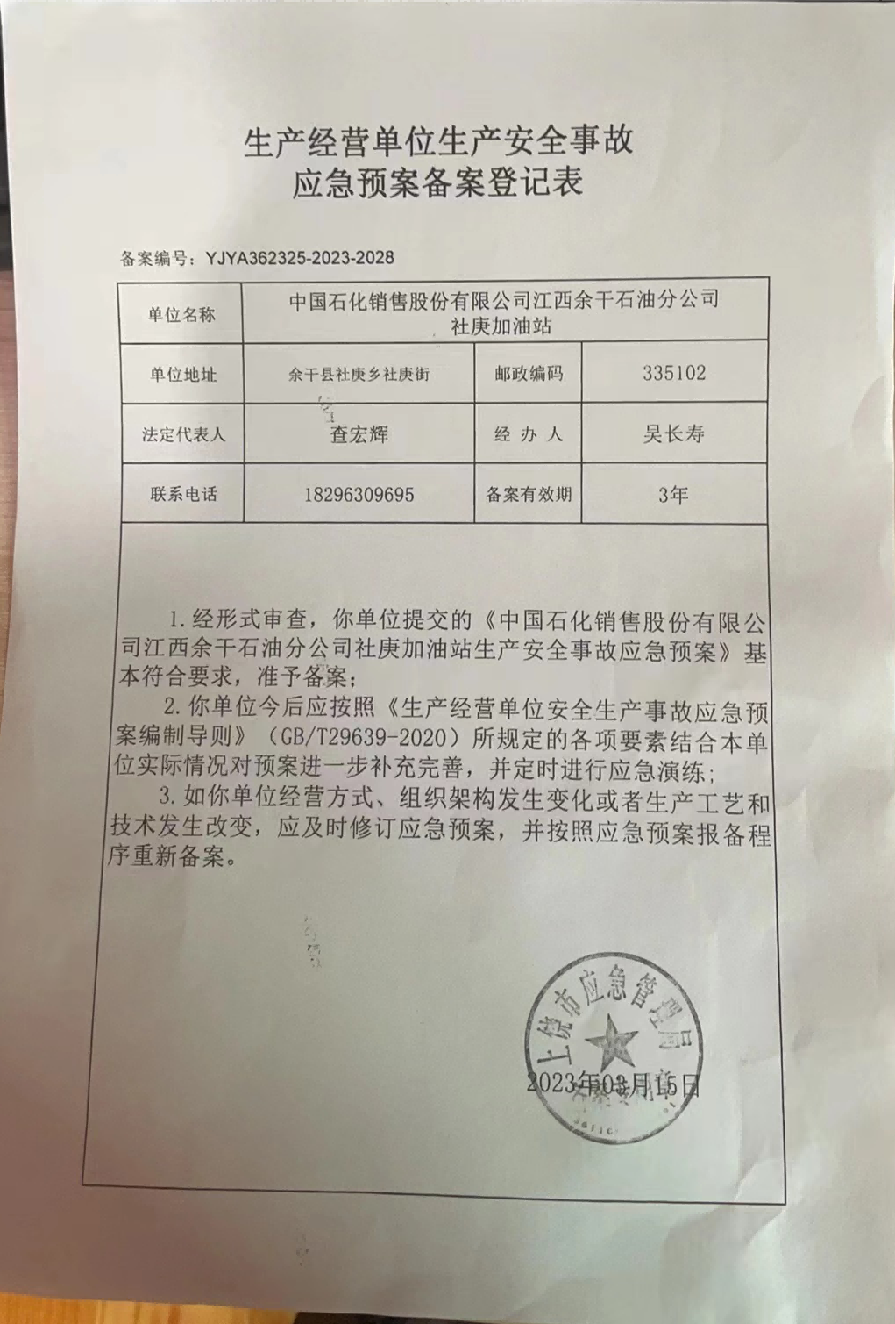 生产经营单位生产安全事故
应急预案备案登记表
备案编号：YJYA362325-2023-2028
单位名称
中国石化销售股份有限公司江西余干石油分公司
社庚加油站
单位地址 余干县社庚乡社庚街 邮政编码 335102
法定代表人 查宏辉 经办人 吴长寿
联系电话 18296309695 备案有效期 3年
1.经形式审查，你单位提交的《中国石化销售股份有限公
司江西余干石油分公司社庚加油站生产安全事故应急预案》基
本符合要求，准予备案；
2.你单位今后应按照《生产经营单位安全生产事故应急预
案编制导则》（GB/T29639-2020）所规定的各项要素结合本单
位实际情况对预案进一步补充完善，并定时进行应急演练；
3.如你单位经营方式、组织架构发生变化或者生产工艺和
技术发生改变，应及时修订应急预案，并按照应急预案报备程
序重新备案。
上饶市应急管理局
2023年03月15日